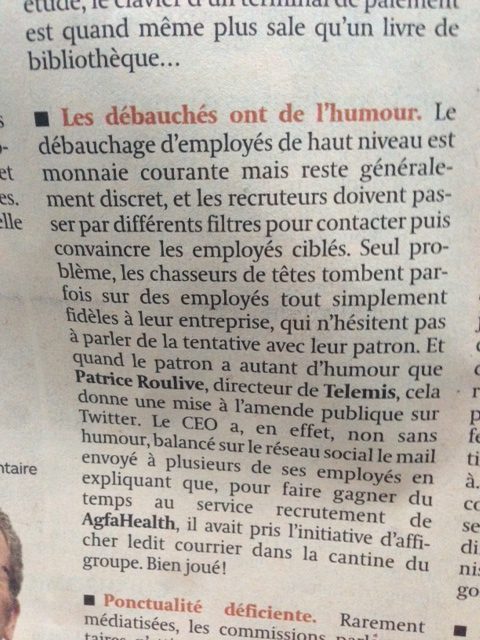 étude, le clavier d'un terminal de paiement
est quand même plus sale qu'un livre de
bibliothèque...
■ Les débauchés ont de l'humour. Le
débauchage d'employés de haut niveau est
monnaie courante mais reste générale-
ment discret, et les recruteurs doivent pas-
ser par différents filtres pour contacter puis
convaincre les employés ciblés. Seul pro-
blème, les chasseurs de têtes tombent par-
fois sur des employés tout simplement
fidèles à leur entreprise, qui n'hésitent pas
à parler de la tentative avec leur patron. Et
quand le patron a autant d'humour que
Patrice Roulive, directeur de Telemis, cela
donne une mise à l'amende publique sur
Twitter. Le CEO a, en effet, non sans
humour, balancé sur le réseau social le mail
envoyé à plusieurs de ses employés en
expliquant que, pour faire gagner du
temps au service recrutement de
AgfaHealth, il avait pris l'initiative d'affi-
cher ledit courrier dans la cantine du
groupe. Bien joué!
■ Ponctualité déficiente. Rarement
médiatisées, les commissions
ntaire